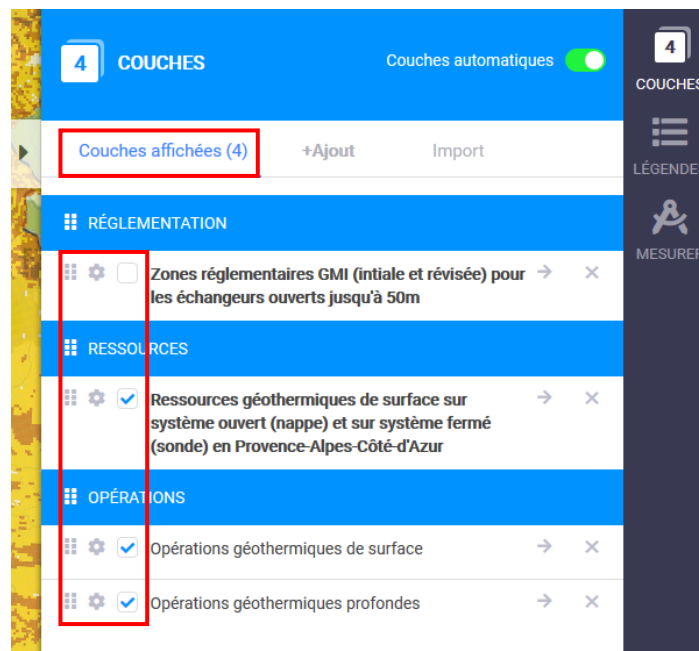 4 COUCHES Couches automatiques
4
COUCHES
Couches affichées (4) +Ajout Import
LÉGENDE
RÉGLEMENTATION
MESURER
Zones réglementaires GMI (intiale et révisée) pour
les échangeurs ouverts jusqu'à 50m
RESSOURCES
Ressources géothermiques de surface sur
système ouvert (nappe) et sur système fermé
(sonde) en Provence-Alpes-Côté-d'Azur
OPÉRATIONS
Opérations géothermiques de surface
Opérations géothermiques profondes